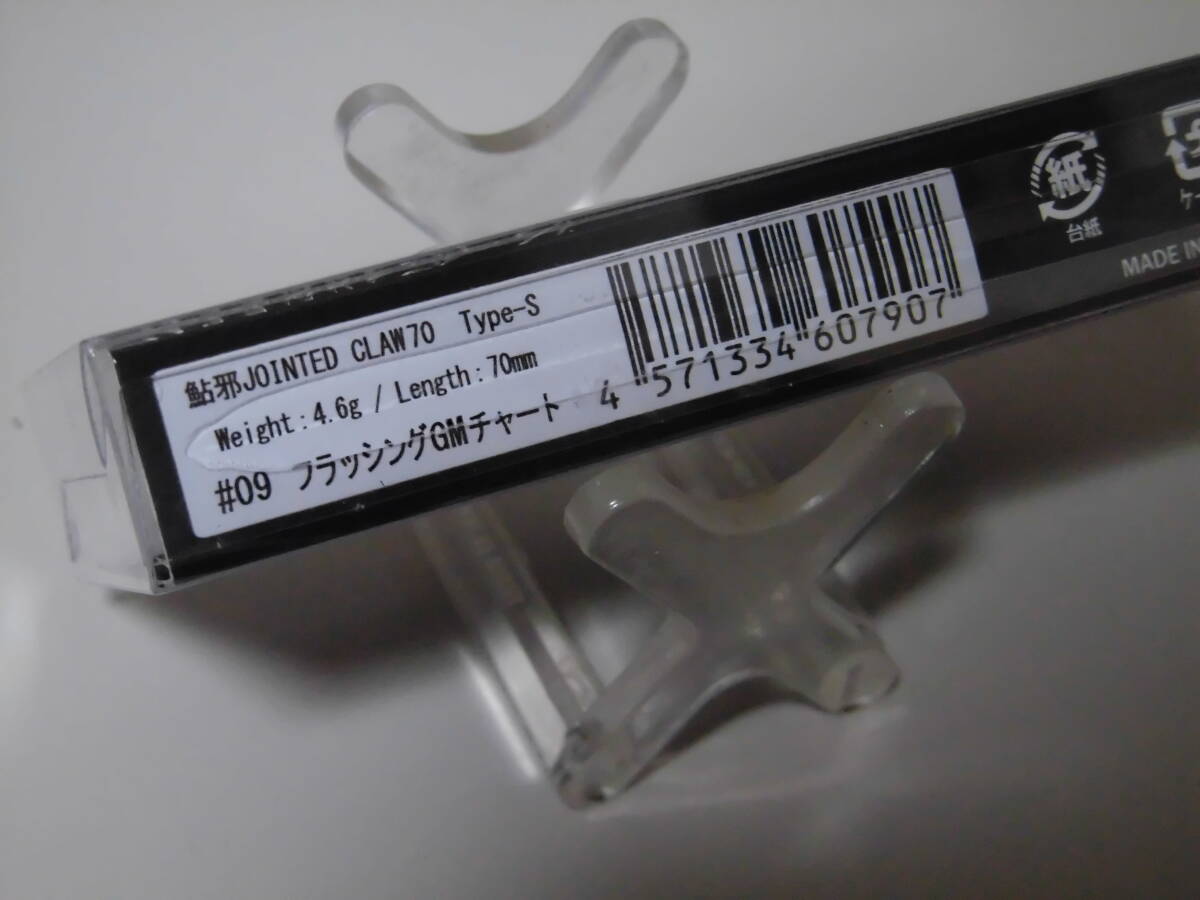 鮎邪JOINTED CLAW70 Type-S
Weight:4.6g / Length:70mm
#09 フラッシングGMチャート
4 571334 607907
紙
台紙
MADE IN